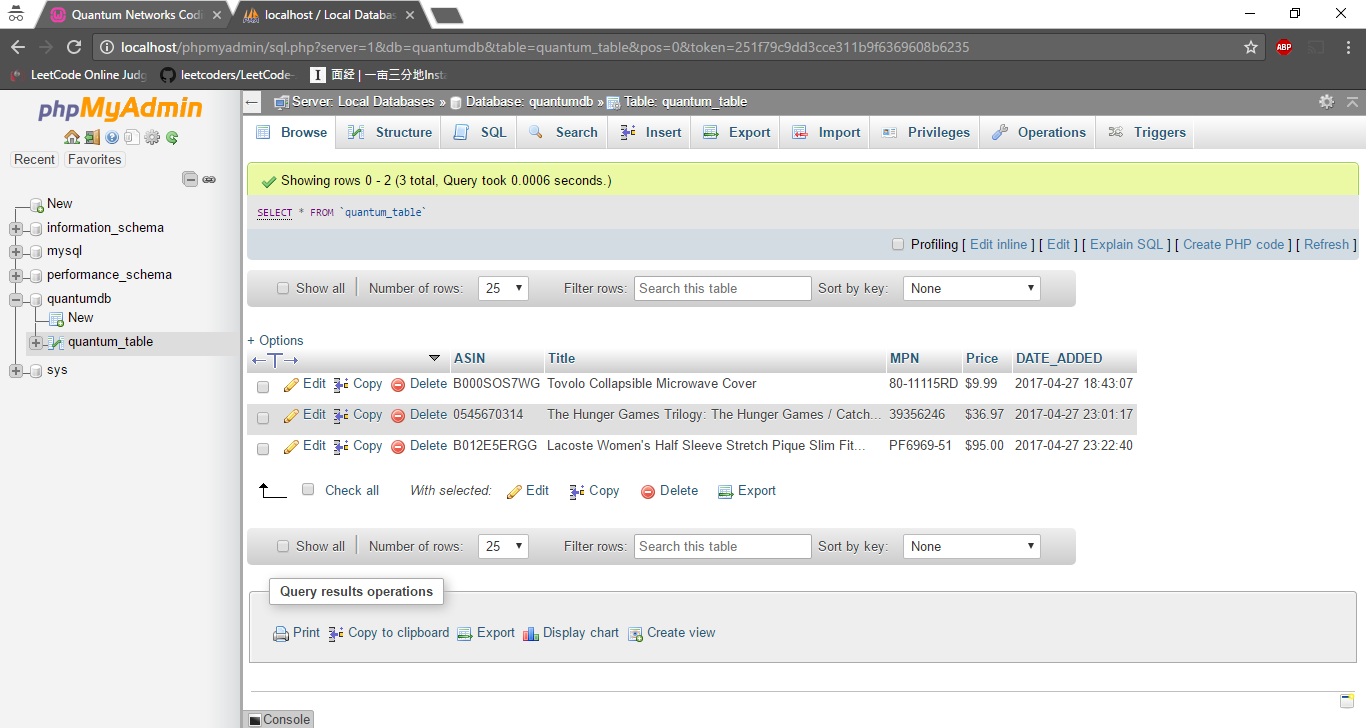 Quantum Networks Codi
localhost / Local Databas
localhost/phpmyadmin/sql.php?server=1&db=quantumdb&table=quantum_table&pos=0&token=251f79c9dd3cce311b9f6369608b6235
ABP
LeetCode Online Judg
leetcoders/LeetCode-
I 面經 | 一亩三分地Insta
phpMyAdmin
Recent Favorites
New
information_schema
mysql
performance_schema
quantumdb
New
quantum_table
sys
Server: Local Databases » Database: quantumdb » Table: quantum_table
Browse Structure SQL Search Insert Export Import Privileges Operations Triggers
Showing rows 0 - 2 (3 total, Query took 0.0006 seconds.)
SELECT * FROM `quantum_table`
Profiling [ Edit inline ] [ Edit ] [ Explain SQL ] [ Create PHP code ] [ Refresh ]
Show all Number of rows: 25 Filter rows: Search this table Sort by key: None
+ Options
←T→ ASIN Title MPN Price DATE_ADDED
Edit Copy Delete B000SOS7WG Tovolo Collapsible Microwave Cover 80-11115RD $9.99 2017-04-27 18:43:07
Edit Copy Delete 0545670314 The Hunger Games Trilogy: The Hunger Games / Catch... 39356246 $36.97 2017-04-27 23:01:17
Edit Copy Delete B012E5ERGG Lacoste Women's Half Sleeve Stretch Pique Slim Fit... PF6969-51 $95.00 2017-04-27 23:22:40
Check all With selected: Edit Copy Delete Export
Show all Number of rows: 25 Filter rows: Search this table Sort by key: None
Query results operations
Print Copy to clipboard Export Display chart Create view
Console